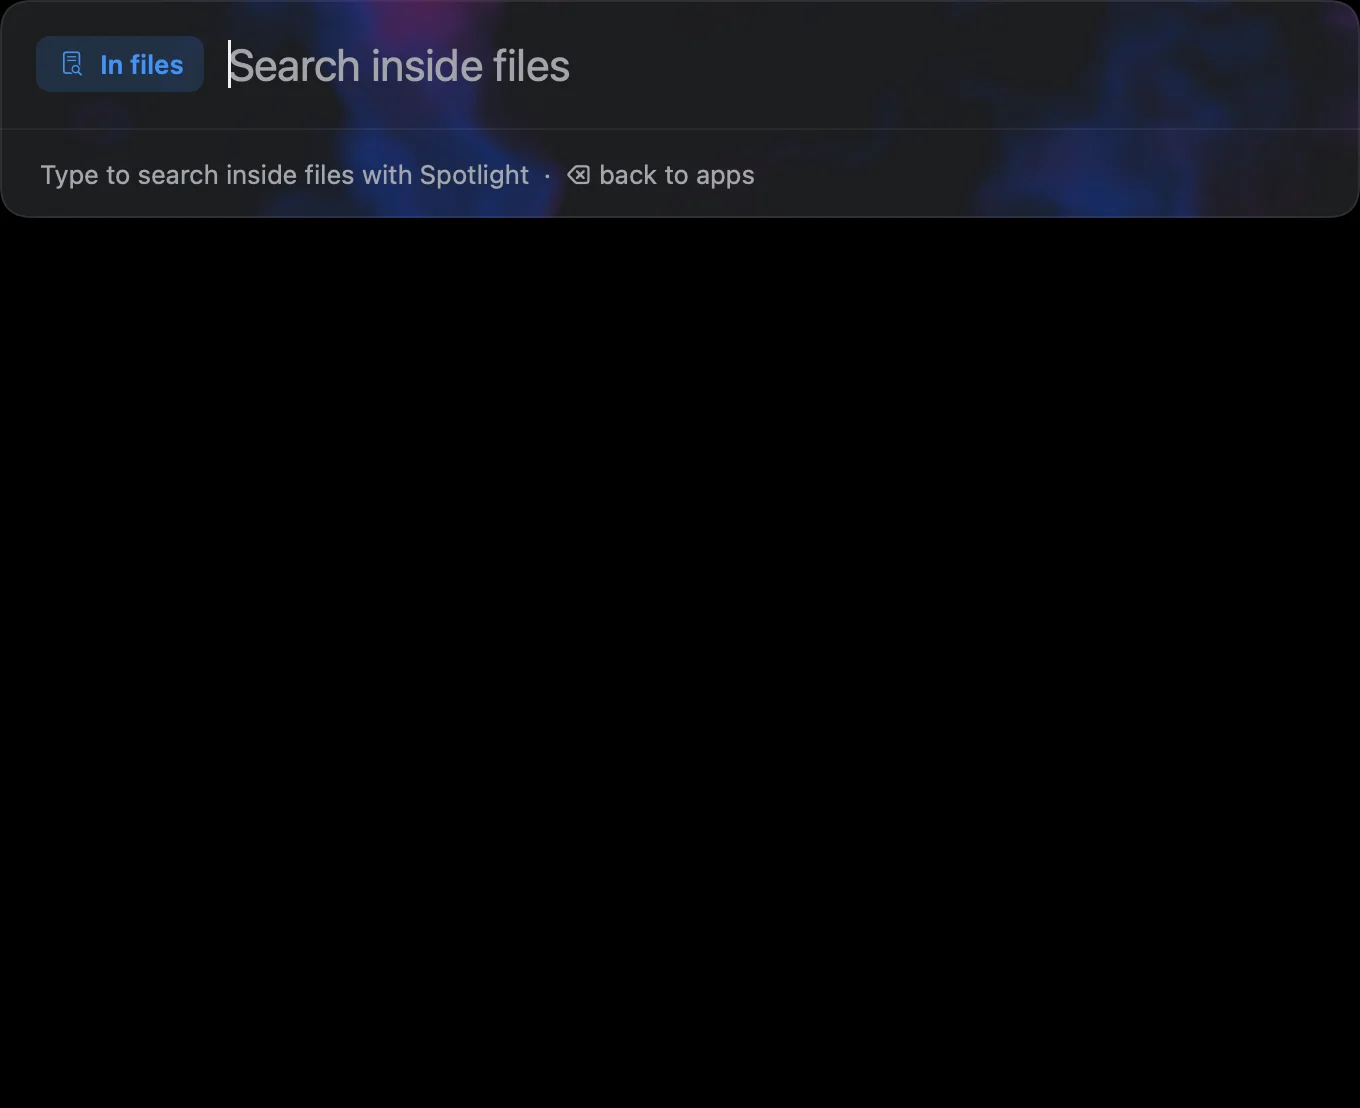 In files Search inside files
Type to search inside files with Spotlight · ⌫ back to apps